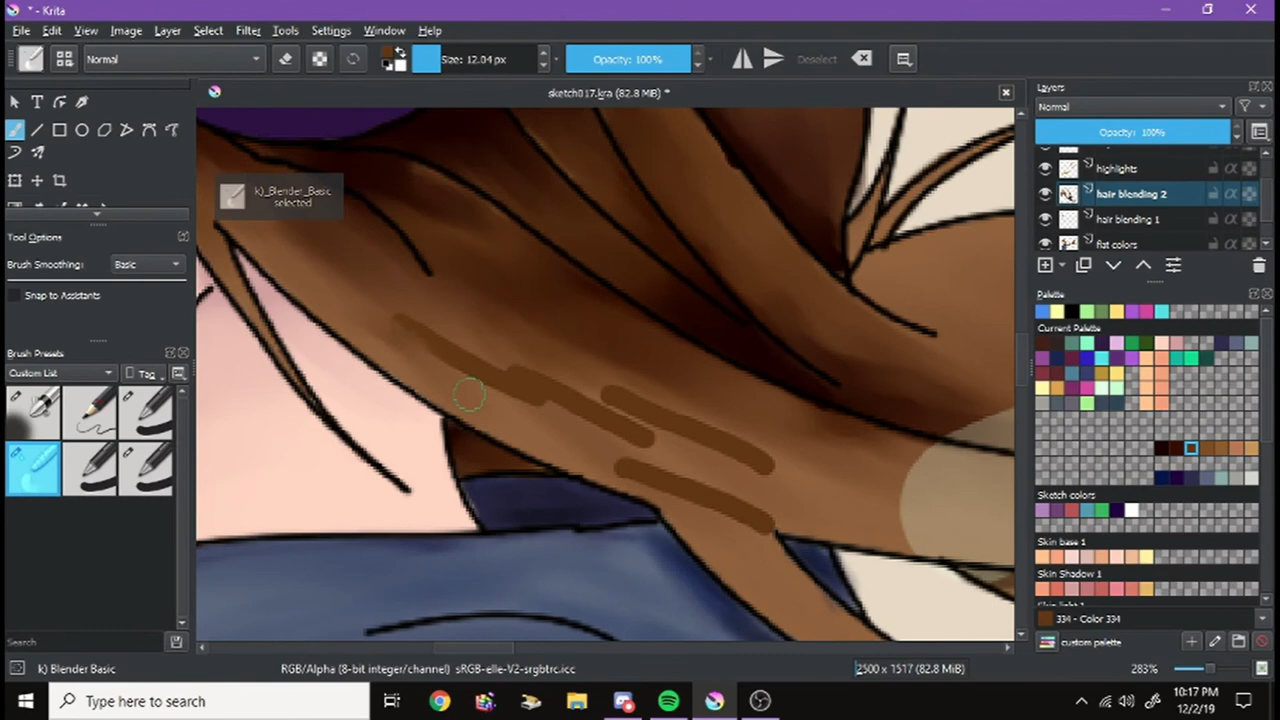 * - Krita
File Edit View Image Layer Select Filter Tools Settings Window Help
Normal Size: 12.04 px Opacity: 100% Deselect
sketch017.kra (82.8 MiB) *
Layers
Normal
Opacity: 100%
highlights
hair blending 2
hair blending 1
flat colors
k)_Blender_Basic
selected
Tool Options
Brush Smoothing: Basic
Snap to Assistants
Brush Presets
Custom List Tag
Search
Palette
Current Palette
Sketch colors
Skin base 1
Skin Shadow 1
334 - Color 334
custom palette
k) Blender Basic RGB/Alpha (8-bit integer/channel) sRGB-elle-V2-srgbtrc.icc 2500 x 1517 (82.8 MiB) 283%
Type here to search
10:17 PM
12/2/19